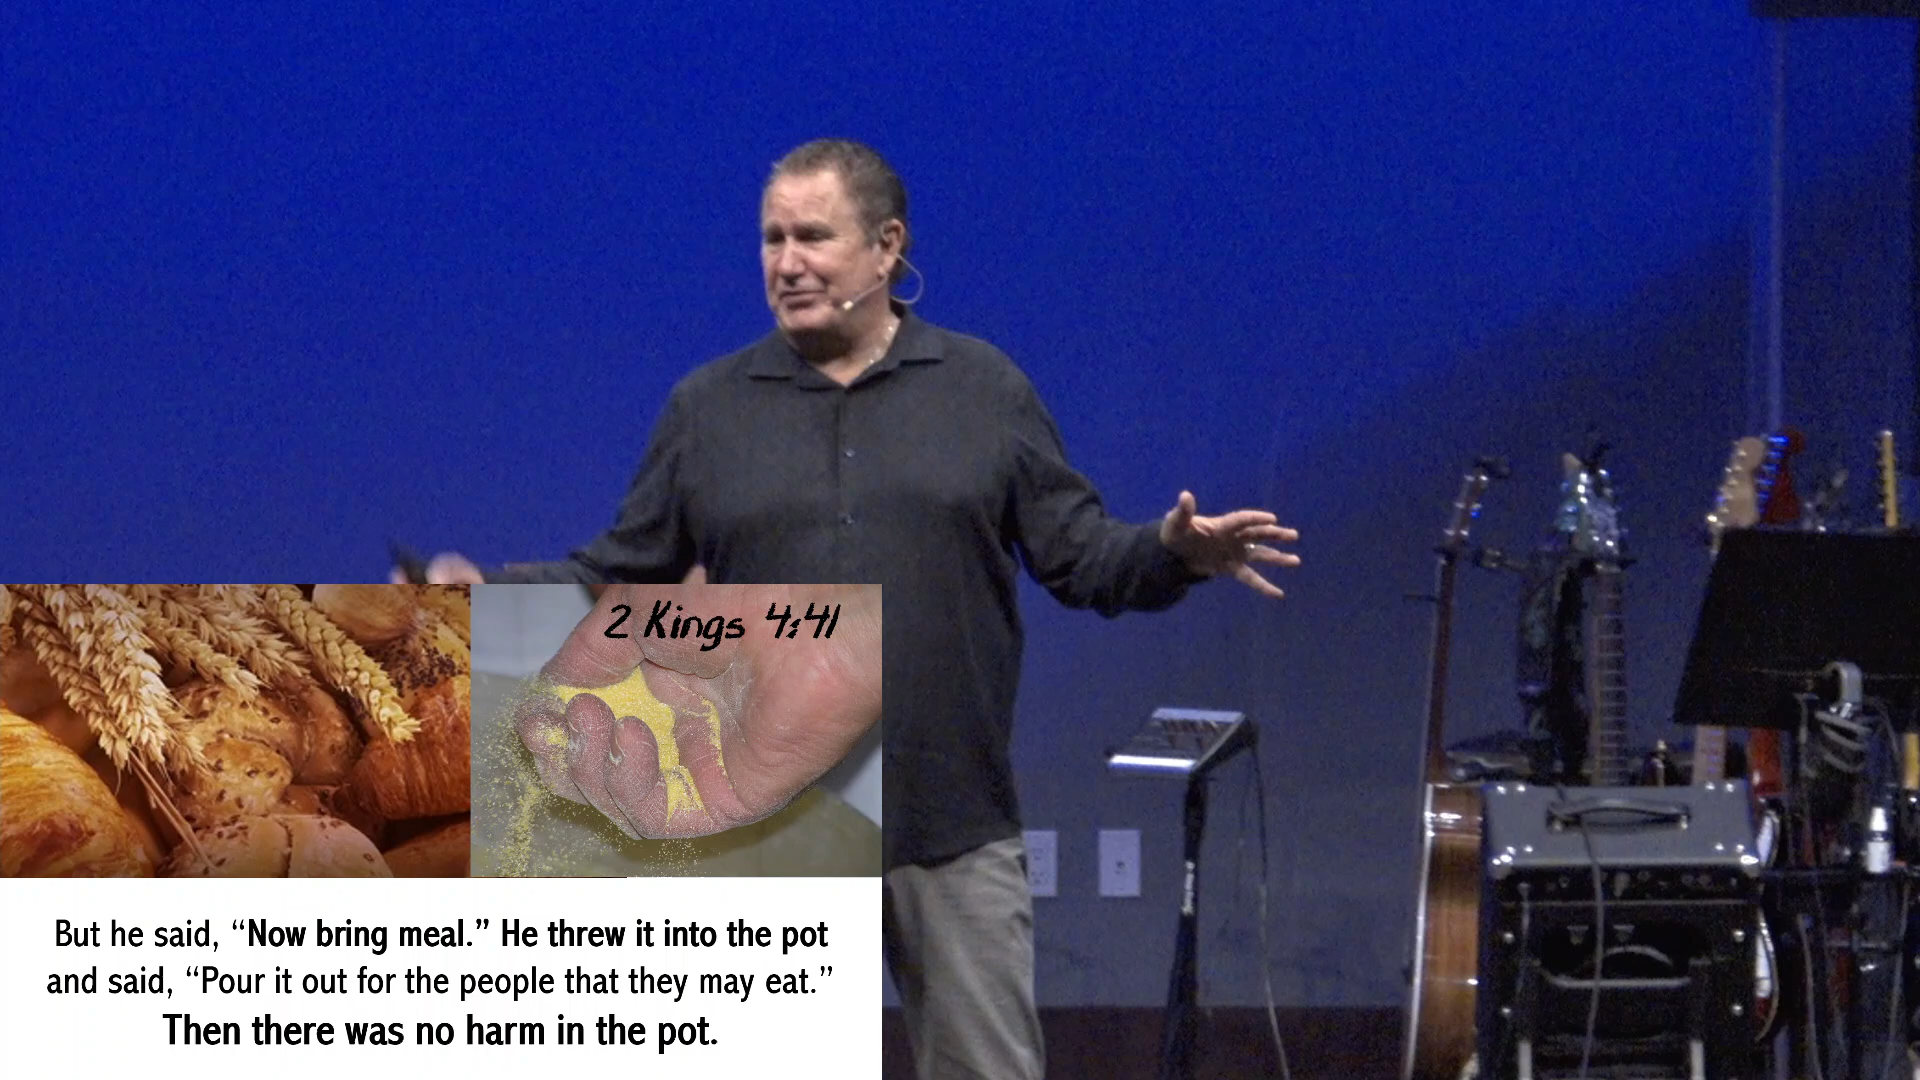 2 Kings 4:41
But he said, “Now bring meal.” He threw it into the pot
and said, “Pour it out for the people that they may eat.”
Then there was no harm in the pot.